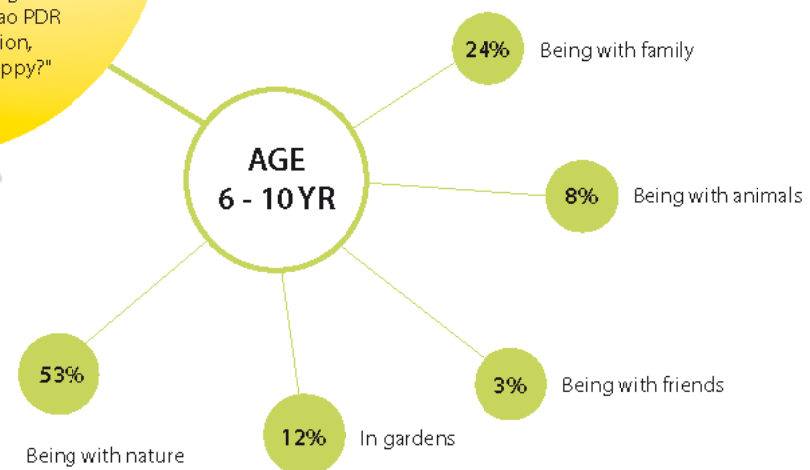 ao PDR
ion,
ppy?"
AGE
6 - 10 YR
24%
Being with family
8%
Being with animals
3%
Being with friends
12%
In gardens
53%
Being with nature